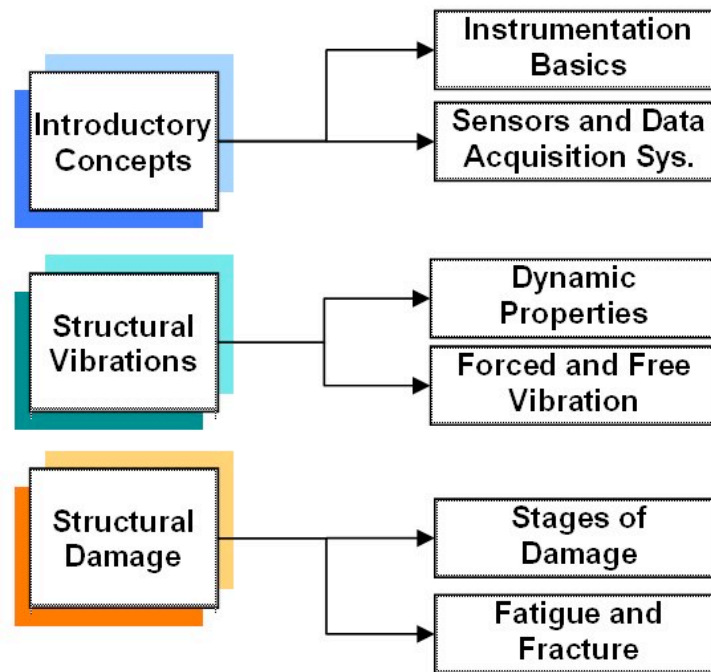 Introductory
Concepts
Instrumentation
Basics
Sensors and Data
Acquisition Sys.
Structural
Vibrations
Dynamic
Properties
Forced and Free
Vibration
Structural
Damage
Stages of
Damage
Fatigue and
Fracture